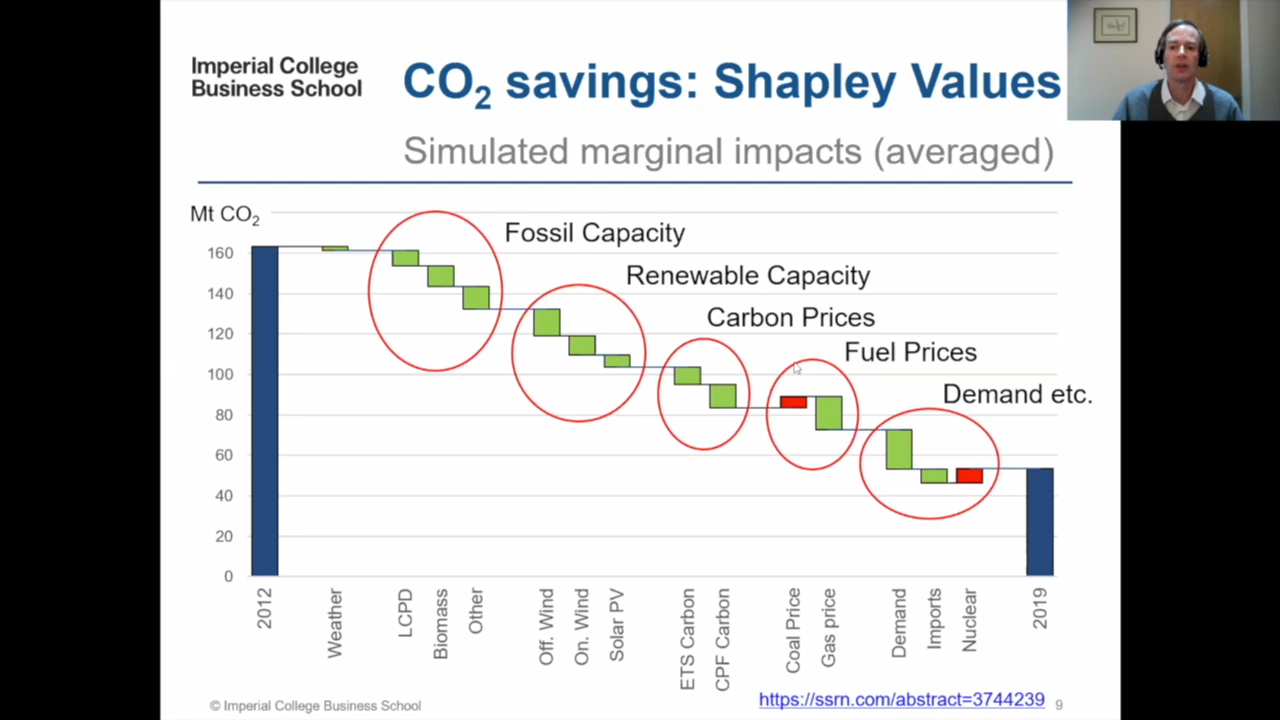 Imperial College
Business School
CO₂ savings: Shapley Values
Simulated marginal impacts (averaged)
Mt CO₂
Fossil Capacity
Renewable Capacity
Carbon Prices
Fuel Prices
Demand etc.
160
140
120
100
80
60
40
20
0
2012
Weather
LCPD
Biomass
Other
Off. Wind
On. Wind
Solar PV
ETS Carbon
CPF Carbon
Coal Price
Gas price
Demand
Imports
Nuclear
2019
© Imperial College Business School
https://ssrn.com/abstract=3744239
9